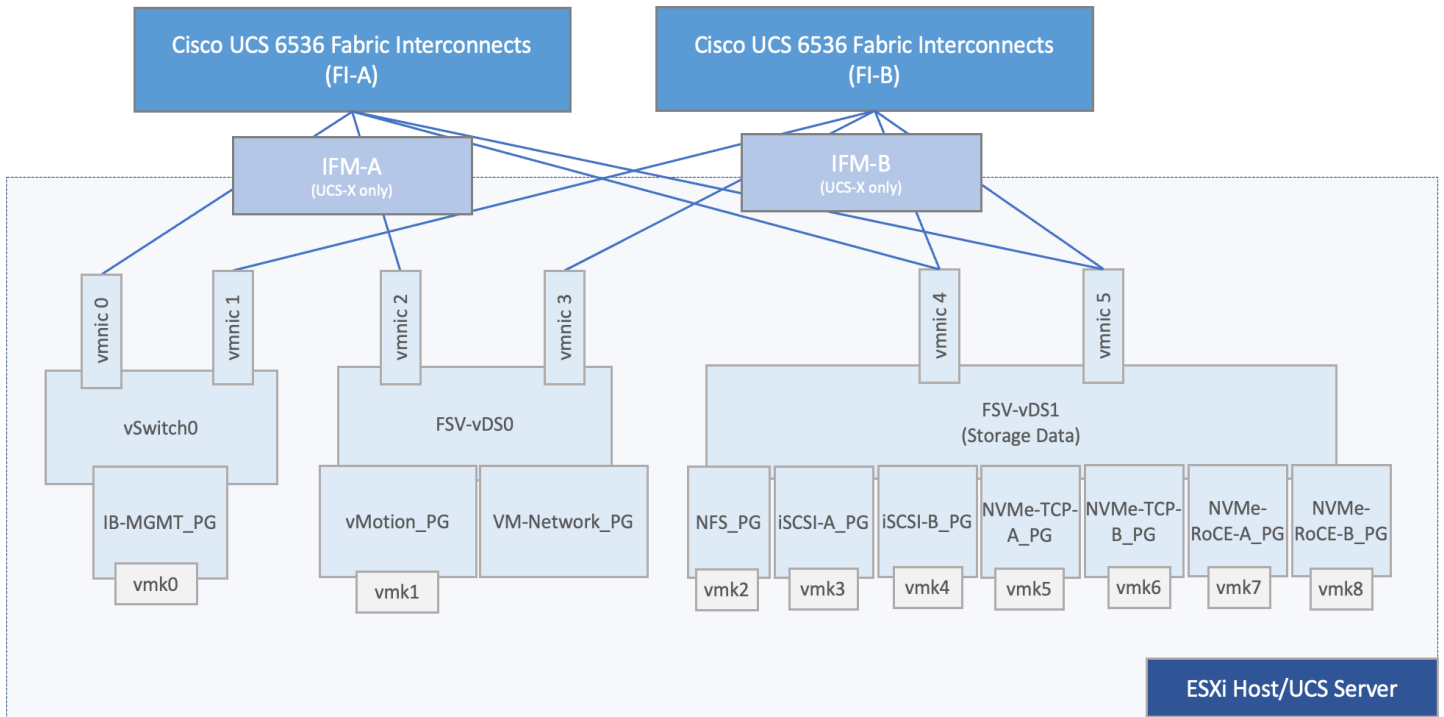 Cisco UCS 6536 Fabric Interconnects
(FI-A)
Cisco UCS 6536 Fabric Interconnects
(FI-B)
IFM-A
(UCS-X only)
IFM-B
(UCS-X only)
vmnic 0
vmnic 1
vmnic 2
vmnic 3
vmnic 4
vmnic 5
vSwitch0
FSV-vDS0
FSV-vDS1
(Storage Data)
IB-MGMT_PG
vMotion_PG
VM-Network_PG
NFS_PG
iSCSI-A_PG
iSCSI-B_PG
NVMe-TCP-
A_PG
NVMe-TCP-
B_PG
NVMe-
RoCE-A_PG
NVMe-
RoCE-B_PG
vmk0
vmk1
vmk2
vmk3
vmk4
vmk5
vmk6
vmk7
vmk8
ESXi Host/UCS Server